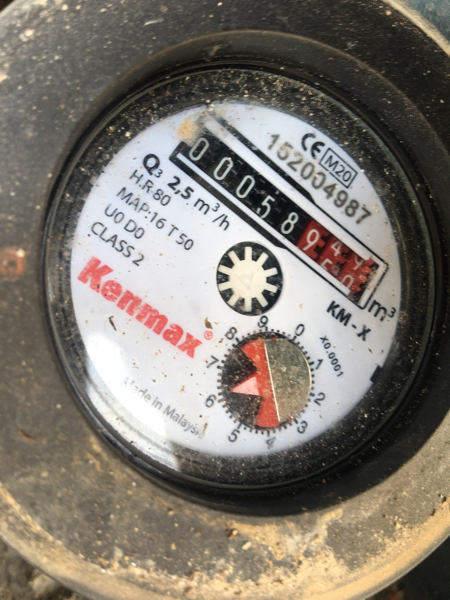 CE M20
152004987
Q3 2,5 m³/h
H.R 80
MAP:16 T 50
U0 D0
CLASS 2
000589
m³
KM - X
Kenmax®
x0.0001
0
1
2
3
4
5
6
7
8
9
Made in Malaysia